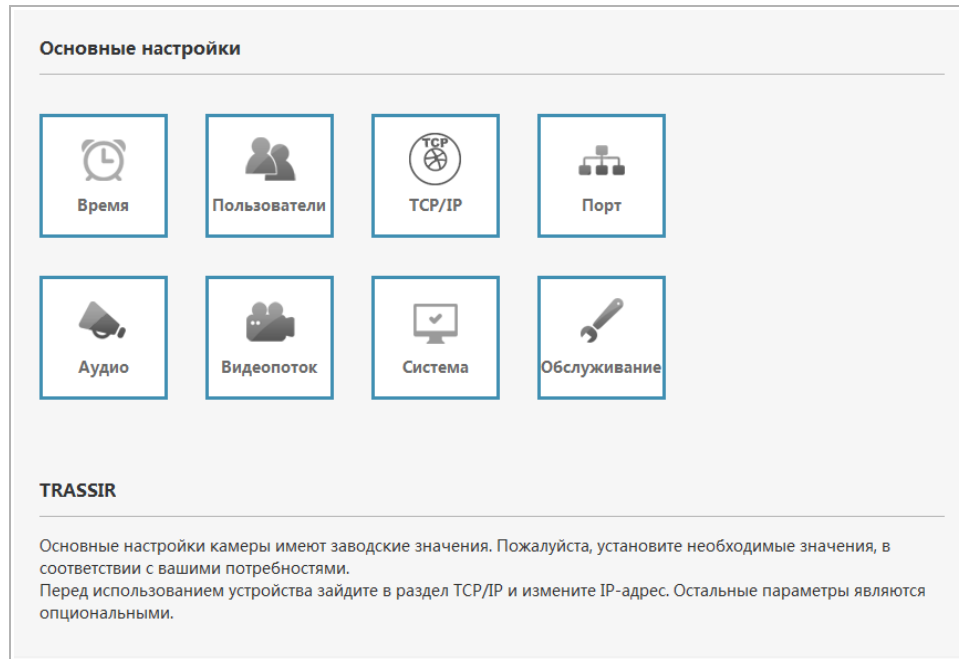 Основные настройки
TCP
Время
Пользователи
TCP/IP
Порт
Аудио
Видеопоток
Система
Обслуживание
TRASSIR
Основные настройки камеры имеют заводские значения. Пожалуйста, установите необходимые значения, в
соответствии с вашими потребностями.
Перед использованием устройства зайдите в раздел TCP/IP и измените IP-адрес. Остальные параметры являются
опциональными.